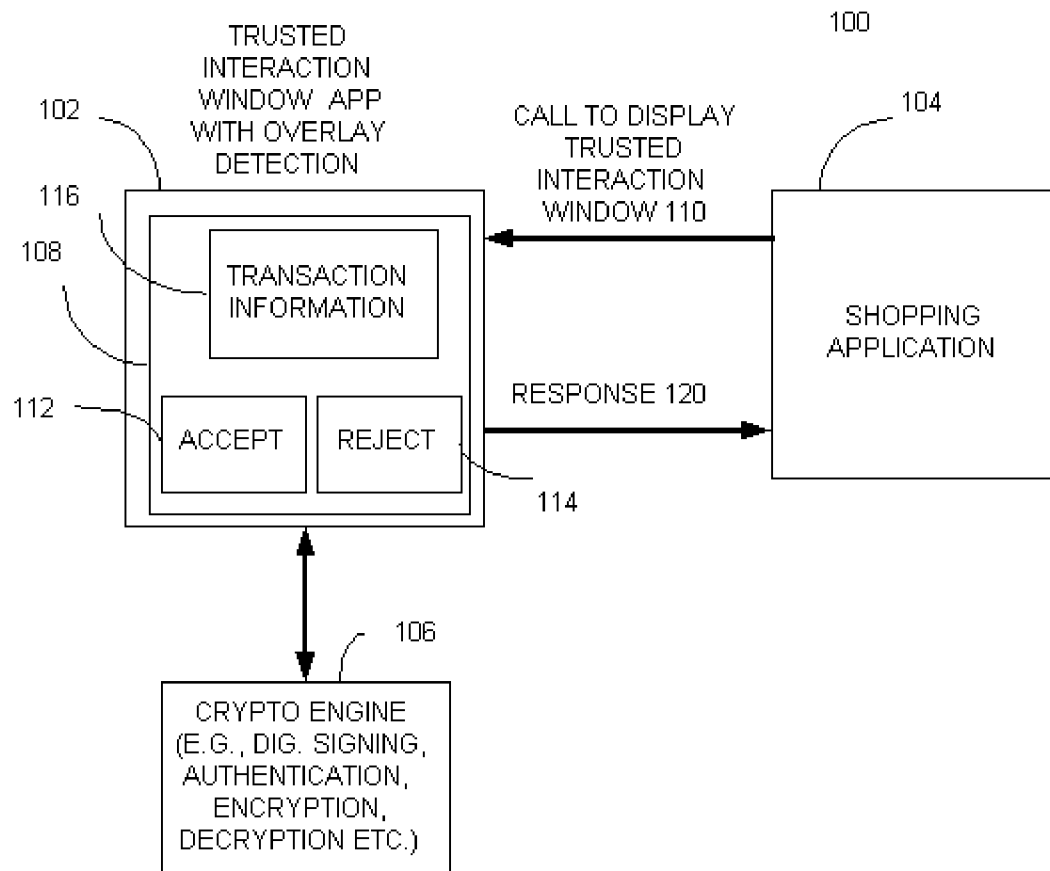 100
TRUSTED
INTERACTION
WINDOW APP
WITH OVERLAY
DETECTION
102
104
CALL TO DISPLAY
TRUSTED
INTERACTION
WINDOW 110
116
108
TRANSACTION
INFORMATION
SHOPPING
APPLICATION
RESPONSE 120
112
ACCEPT
REJECT
114
106
CRYPTO ENGINE
(E.G., DIG. SIGNING,
AUTHENTICATION,
ENCRYPTION,
DECRYPTION ETC.)